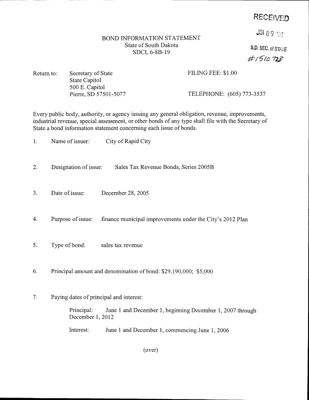 RECEIVED
S.D. SEC. of STATE
BOND INFORMATION STATEMENT
State of South Dakota
SDCL 6-8B-19
Return to: Secretary of State FILING FEE: $1.00
State Capitol
500 E. Capitol
Pierre, SD 57501-5077 TELEPHONE: (605) 773-3537
Every public body, authority, or agency issuing any general obligation, revenue, improvements,
industrial revenue, special assessment, or other bonds of any type shall file with the Secretary of
State a bond information statement concerning each issue of bonds.
1. Name of issuer: City of Rapid City
2. Designation of issue: Sales Tax Revenue Bonds, Series 2005B
3. Date of issue: December 28, 2005
4. Purpose of issue: finance municipal improvements under the City's 2012 Plan
5. Type of bond: sales tax revenue
6. Principal amount and denomination of bond: $29,190,000; $5,000
7. Paying dates of principal and interest:
Principal: June 1 and December 1, beginning December 1, 2007 through
December 1, 2012
Interest: June 1 and December 1, commencing June 1, 2006
(over)